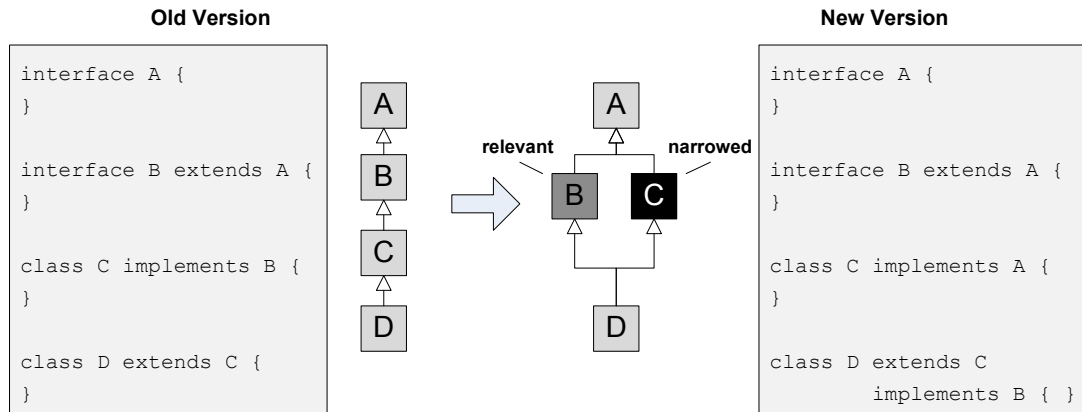 Old Version
interface A {
}
interface B extends A {
}
class C implements B {
}
class D extends C {
}
A
B
C
D
A
relevant
narrowed
B
C
D
New Version
interface A {
}
interface B extends A {
}
class C implements A {
}
class D extends C
implements B { }